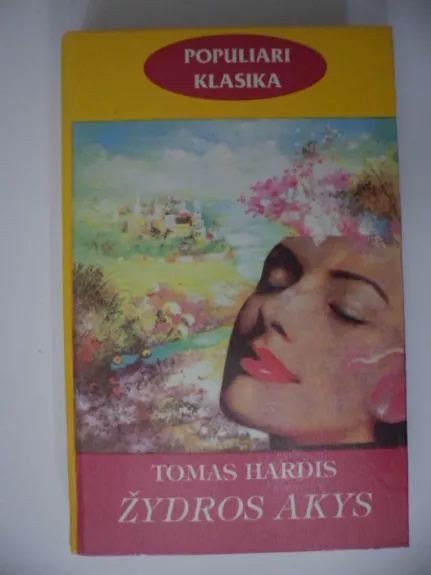 POPULIARI
KLASIKA
TOMAS HARDIS
ŽYDROS AKYS